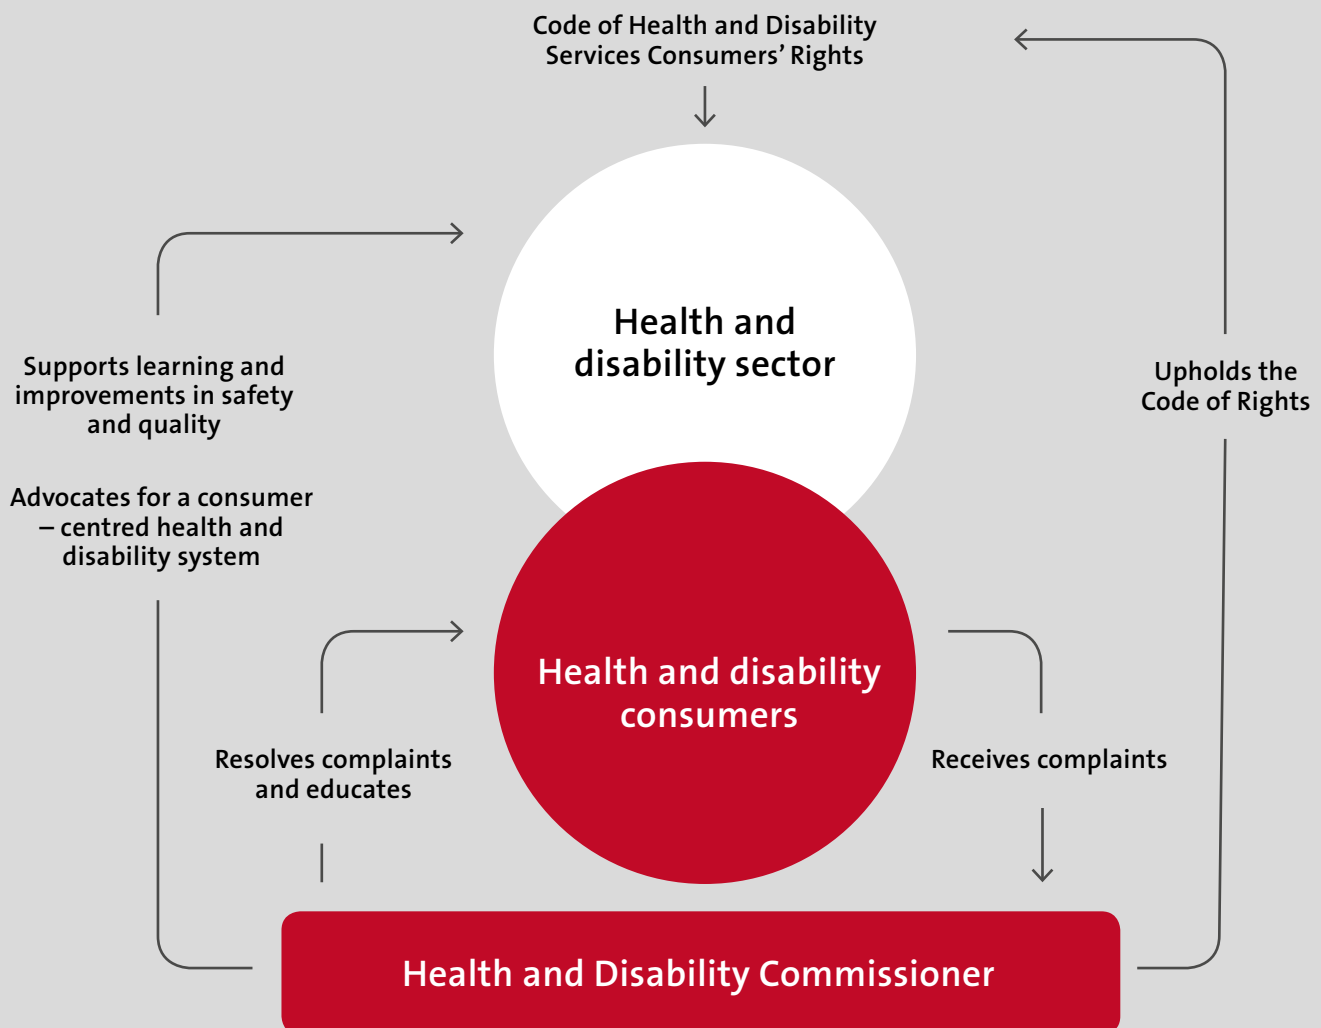 Code of Health and Disability
Services Consumers’ Rights
Health and
disability sector
Supports learning and
improvements in safety
and quality
Upholds the
Code of Rights
Advocates for a consumer
– centred health and
disability system
Health and disability
consumers
Resolves complaints
and educates
Receives complaints
Health and Disability Commissioner